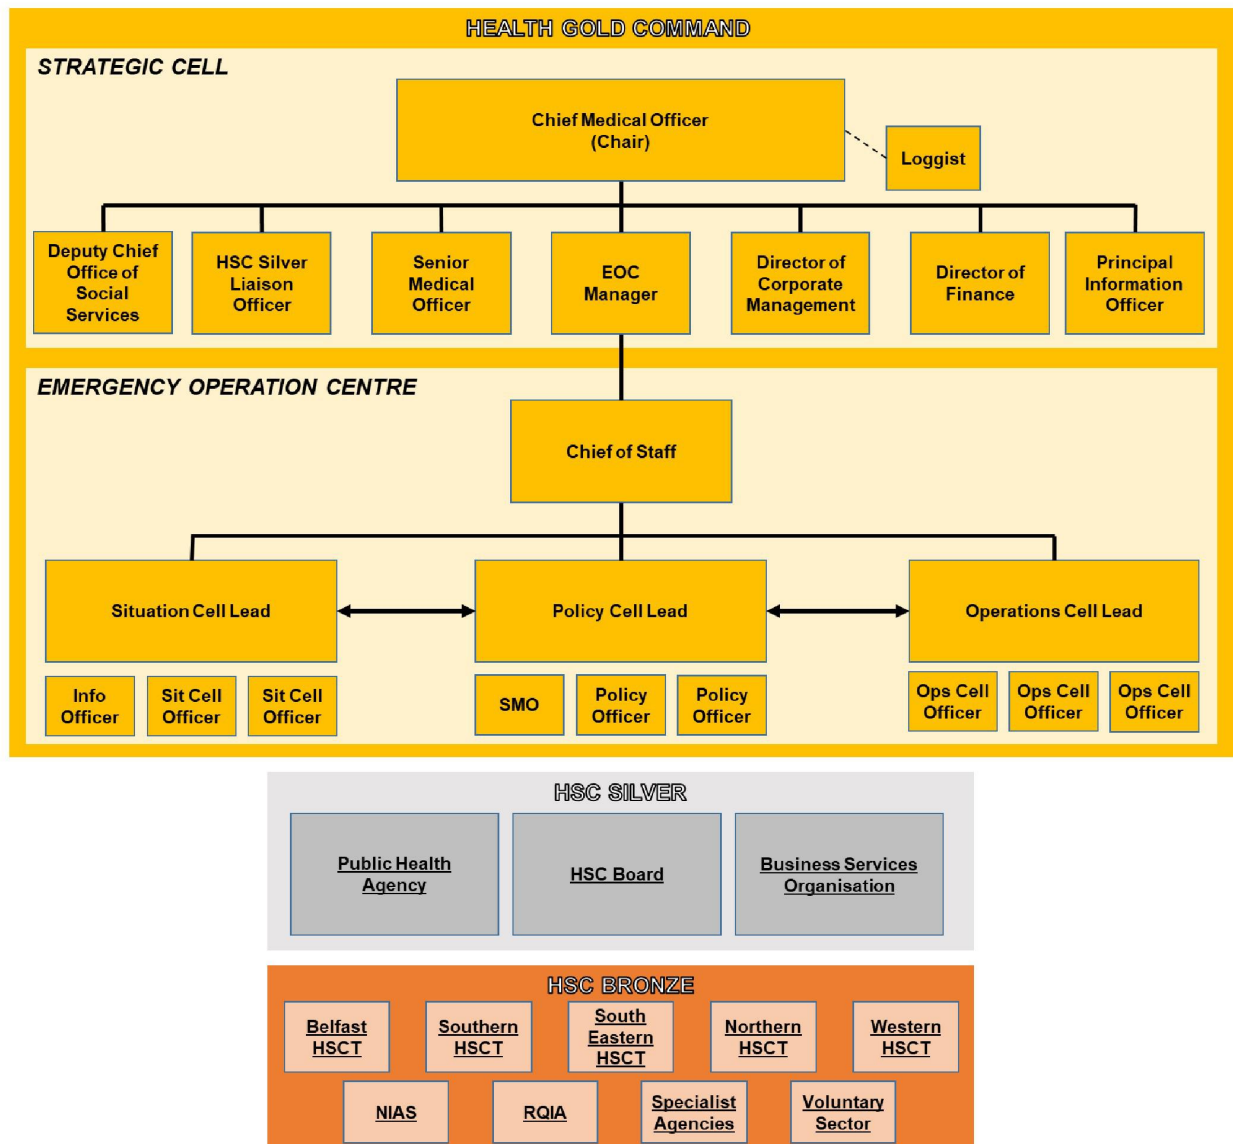 HEALTH GOLD COMMAND
STRATEGIC CELL
Chief Medical Officer
(Chair)
Loggist
Deputy Chief
Office of
Social
Services
HSC Silver
Liaison
Officer
Senior
Medical
Officer
EOC
Manager
Director of
Corporate
Management
Director of
Finance
Principal
Information
Officer
EMERGENCY OPERATION CENTRE
Chief of Staff
Situation Cell Lead
Policy Cell Lead
Operations Cell Lead
Info
Officer
Sit Cell
Officer
Sit Cell
Officer
SMO
Policy
Officer
Policy
Officer
Ops Cell
Officer
Ops Cell
Officer
Ops Cell
Officer
HSC SILVER
Public Health
Agency
HSC Board
Business Services
Organisation
HSC BRONZE
Belfast
HSCT
Southern
HSCT
South
Eastern
HSCT
Northern
HSCT
Western
HSCT
NIAS
RQIA
Specialist
Agencies
Voluntary
Sector